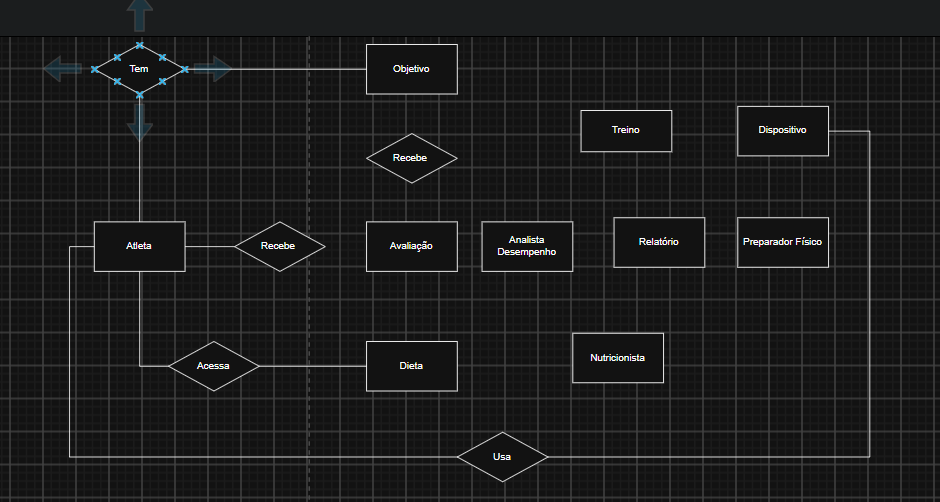 Tem
Objetivo
Treino
Dispositivo
Recebe
Atleta
Recebe
Avaliação
Analista
Desempenho
Relatório
Preparador Físico
Acessa
Dieta
Nutricionista
Usa